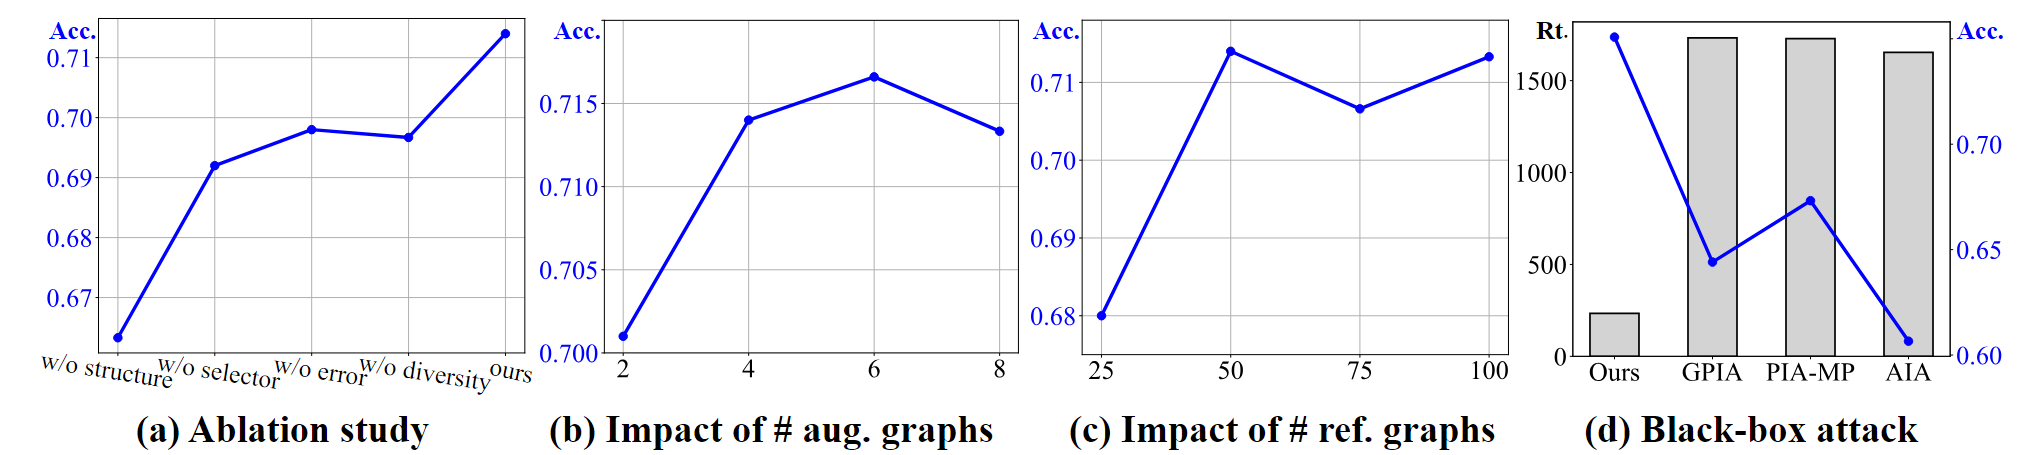 Acc.
0.71
0.70
0.69
0.68
0.67
w/o structure
w/o selector
w/o error
w/o diversity
ours
(a) Ablation study
Acc.
0.715
0.710
0.705
0.700
2 4 6 8
(b) Impact of # aug. graphs
Acc.
0.71
0.70
0.69
0.68
25 50 75 100
(c) Impact of # ref. graphs
Rt.
1500
1000
500
0
Acc.
0.70
0.65
0.60
Ours GPIA PIA-MP AIA
(d) Black-box attack